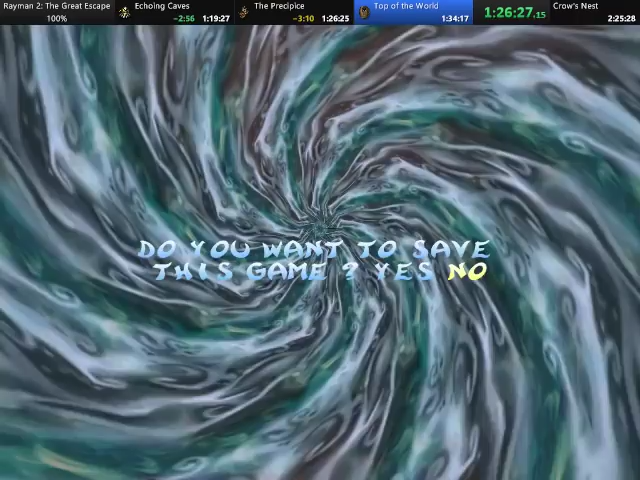 Rayman 2: The Great Escape
100%
Echoing Caves
-2:56 1:19:27
The Precipice
-3:10 1:26:25
Top of the World
1:34:17
1:26:27.15
Crow's Nest
2:25:28
DO YOU WANT TO SAVE
THIS GAME ? YES NO